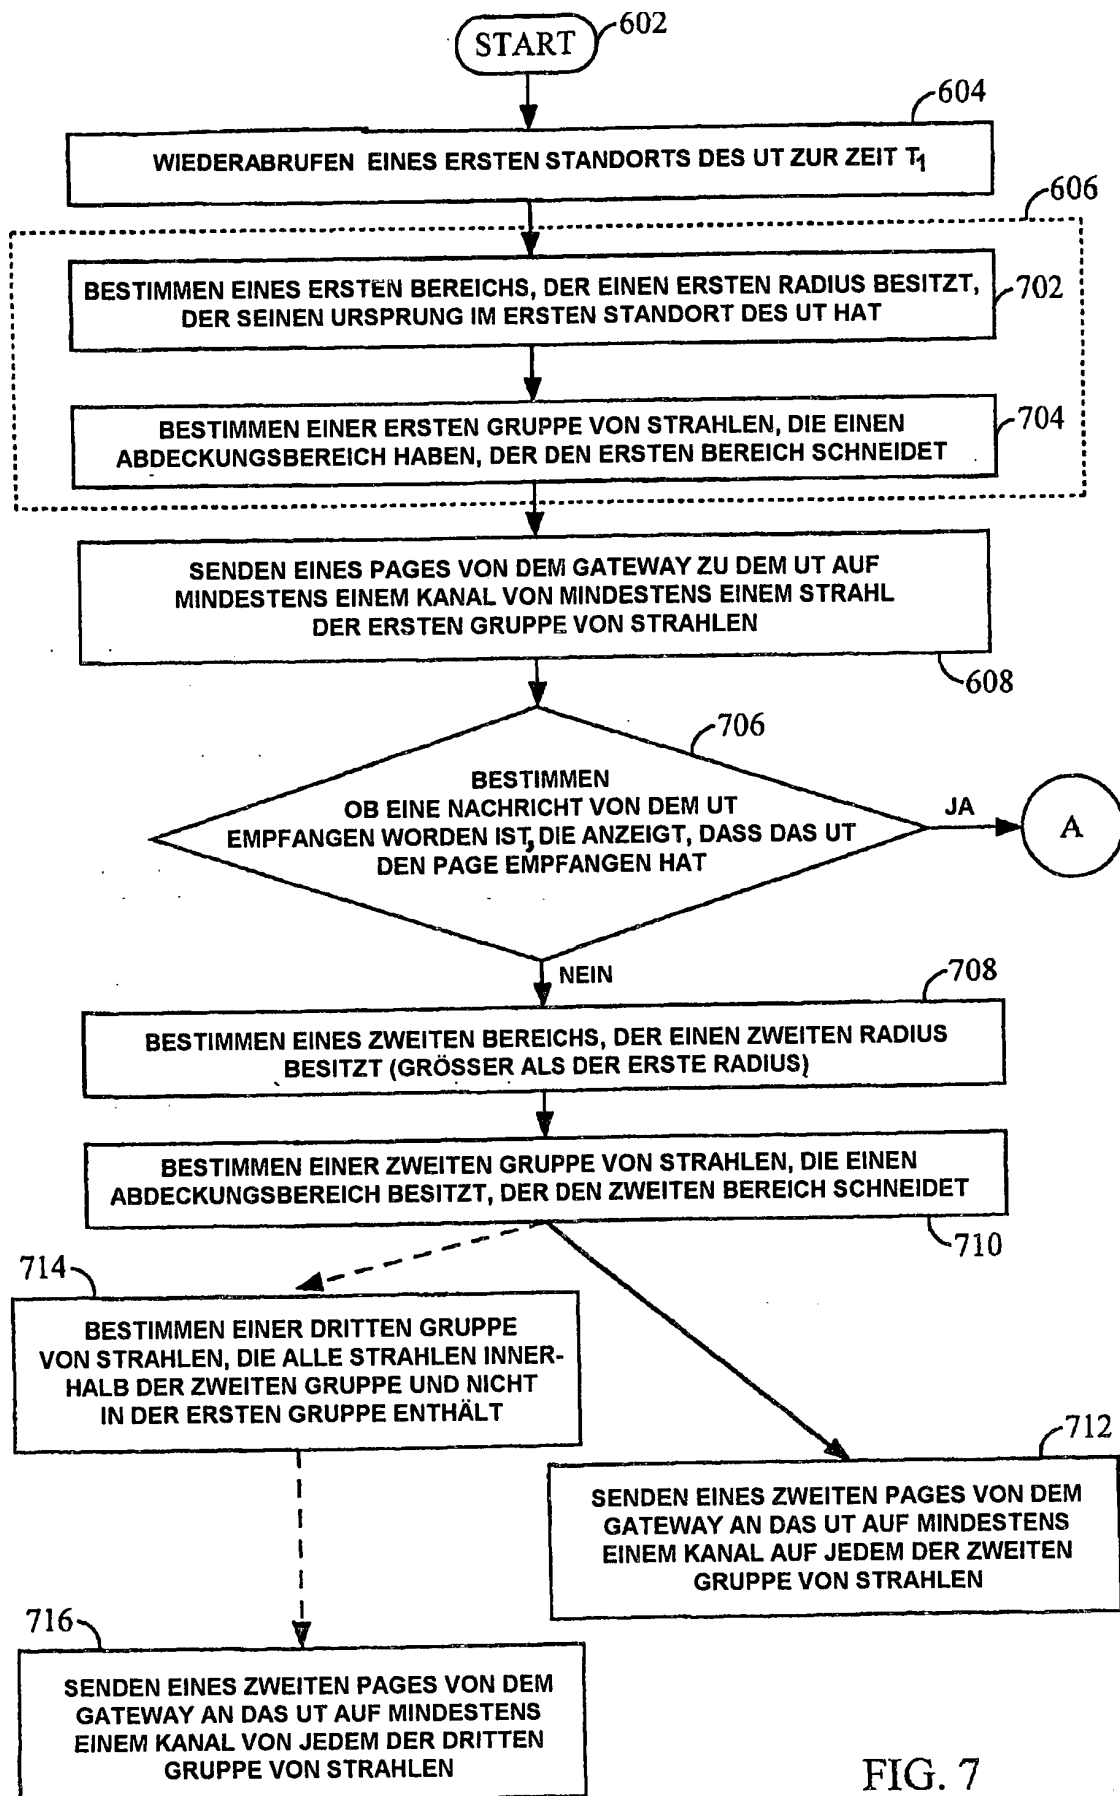 START
602
604
WIEDERABRUFEN EINES ERSTEN STANDORTS DES UT ZUR ZEIT T1
606
BESTIMMEN EINES ERSTEN BEREICHS, DER EINEN ERSTEN RADIUS BESITZT,
DER SEINEN URSPRUNG IM ERSTEN STANDORT DES UT HAT
702
BESTIMMEN EINER ERSTEN GRUPPE VON STRAHLEN, DIE EINEN
ABDECKUNGSBEREICH HABEN, DER DEN ERSTEN BEREICH SCHNEIDET
704
SENDEN EINES PAGES VON DEM GATEWAY ZU DEM UT AUF
MINDESTENS EINEM KANAL VON MINDESTENS EINEM STRAHL
DER ERSTEN GRUPPE VON STRAHLEN
608
706
BESTIMMEN
OB EINE NACHRICHT VON DEM UT
EMPFANGEN WORDEN IST, DIE ANZEIGT, DASS DAS UT
DEN PAGE EMPFANGEN HAT
JA
A
NEIN
708
BESTIMMEN EINES ZWEITEN BEREICHS, DER EINEN ZWEITEN RADIUS
BESITZT (GRÖSSER ALS DER ERSTE RADIUS)
BESTIMMEN EINER ZWEITEN GRUPPE VON STRAHLEN, DIE EINEN
ABDECKUNGSBEREICH BESITZT, DER DEN ZWEITEN BEREICH SCHNEIDET
710
714
BESTIMMEN EINER DRITTEN GRUPPE
VON STRAHLEN, DIE ALLE STRAHLEN INNER-
HALB DER ZWEITEN GRUPPE UND NICHT
IN DER ERSTEN GRUPPE ENTHÄLT
712
SENDEN EINES ZWEITEN PAGES VON DEM
GATEWAY AN DAS UT AUF MINDESTENS
EINEM KANAL AUF JEDEM DER ZWEITEN
GRUPPE VON STRAHLEN
716
SENDEN EINES ZWEITEN PAGES VON DEM
GATEWAY AN DAS UT AUF MINDESTENS
EINEM KANAL VON JEDEM DER DRITTEN
GRUPPE VON STRAHLEN
FIG. 7